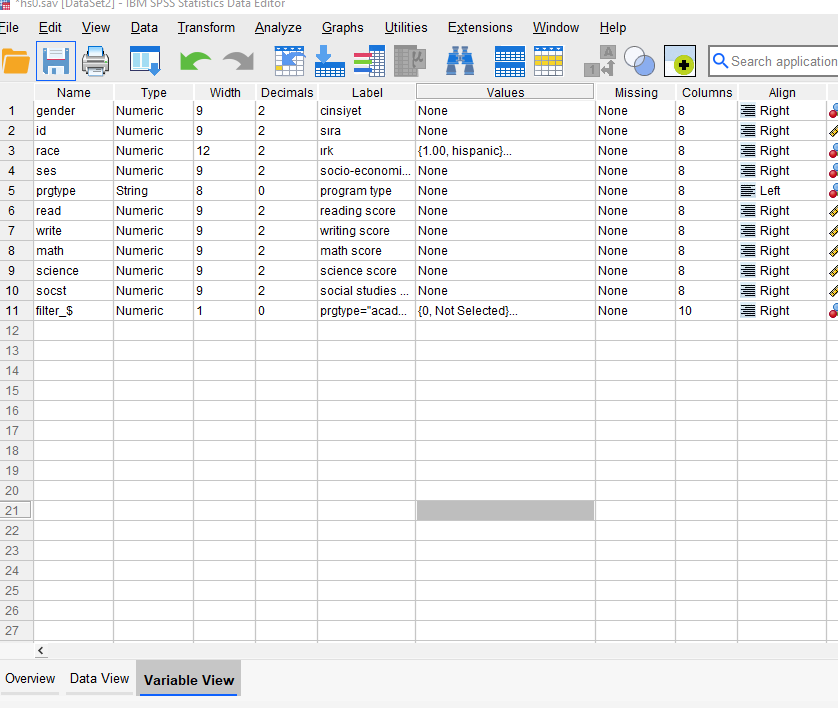 *hs0.sav [DataSet2] - IBM SPSS Statistics Data Editor
File Edit View Data Transform Analyze Graphs Utilities Extensions Window Help
Search application
Name Type Width Decimals Label Values Missing Columns Align
1 gender Numeric 9 2 cinsiyet None None 8 Right
2 id Numeric 9 2 sıra None None 8 Right
3 race Numeric 12 2 ırk {1.00, hispanic}... None 8 Right
4 ses Numeric 9 2 socio-economi... None None 8 Right
5 prgtype String 8 0 program type None None 8 Left
6 read Numeric 9 2 reading score None None 8 Right
7 write Numeric 9 2 writing score None None 8 Right
8 math Numeric 9 2 math score None None 8 Right
9 science Numeric 9 2 science score None None 8 Right
10 socst Numeric 9 2 social studies ... None None 8 Right
11 filter_$ Numeric 1 0 prgtype="acad... {0, Not Selected}... None 10 Right
12
13
14
15
16
17
18
19
20
21
22
23
24
25
26
27
Overview Data View Variable View